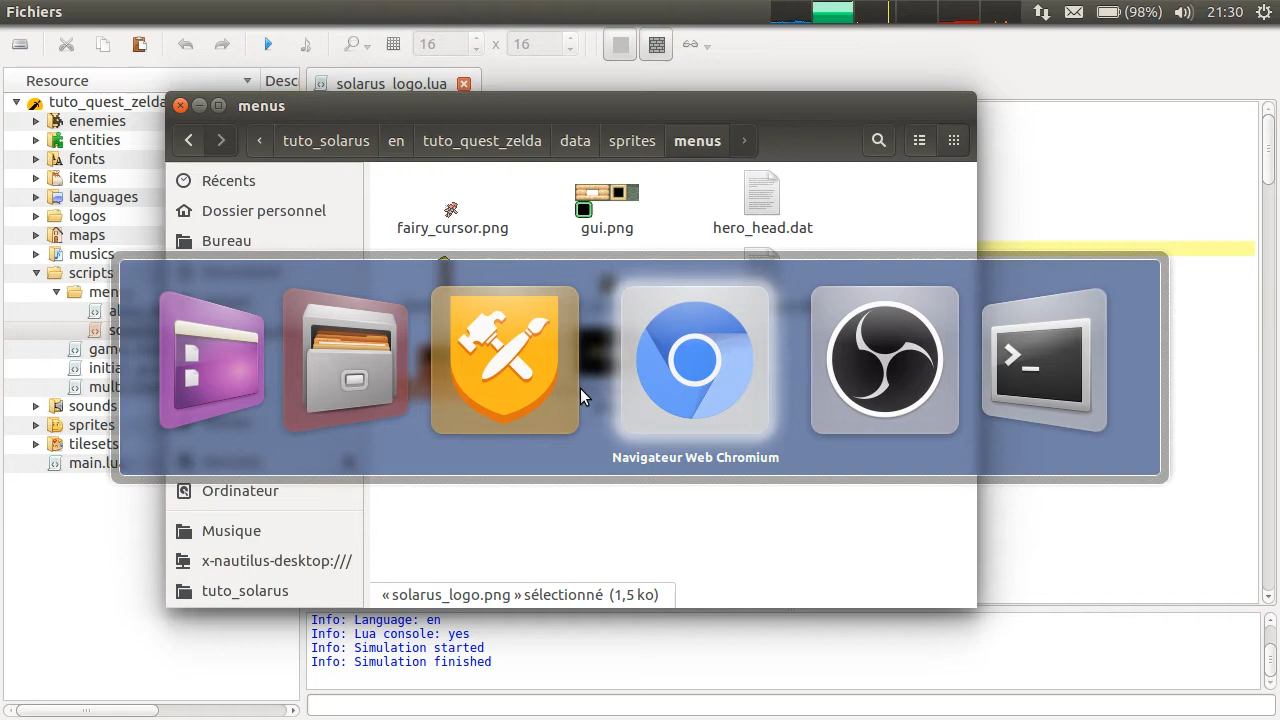 Fichiers
(98%)
21:30
16 x 16
Resource
Desc
solarus_logo.lua
menus
tuto_quest_zelda
enemies
entities
fonts
items
languages
logos
maps
musics
scripts
men
a
s
game
initia
mult
sounds
sprites
tilesets
main.lu
tuto_solarus
en
tuto_quest_zelda
data
sprites
menus
Récents
Dossier personnel
Bureau
Ordinateur
Musique
x-nautilus-desktop:///
tuto_solarus
fairy_cursor.png
gui.png
hero_head.dat
Navigateur Web Chromium
« solarus_logo.png » sélectionné (1,5 ko)
Info: Language: en
Info: Lua console: yes
Info: Simulation started
Info: Simulation finished